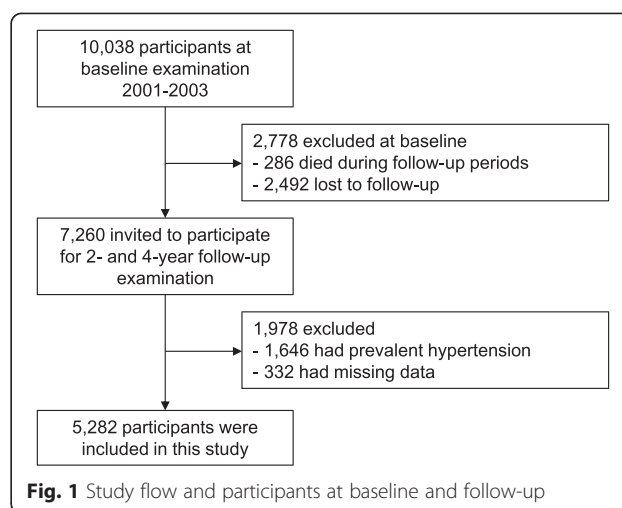 10,038 participants at
baseline examination
2001-2003
2,778 excluded at baseline
- 286 died during follow-up periods
- 2,492 lost to follow-up
7,260 invited to participate
for 2- and 4-year follow-up
examination
1,978 excluded
- 1,646 had prevalent hypertension
- 332 had missing data
5,282 participants were
included in this study
Fig. 1 Study flow and participants at baseline and follow-up